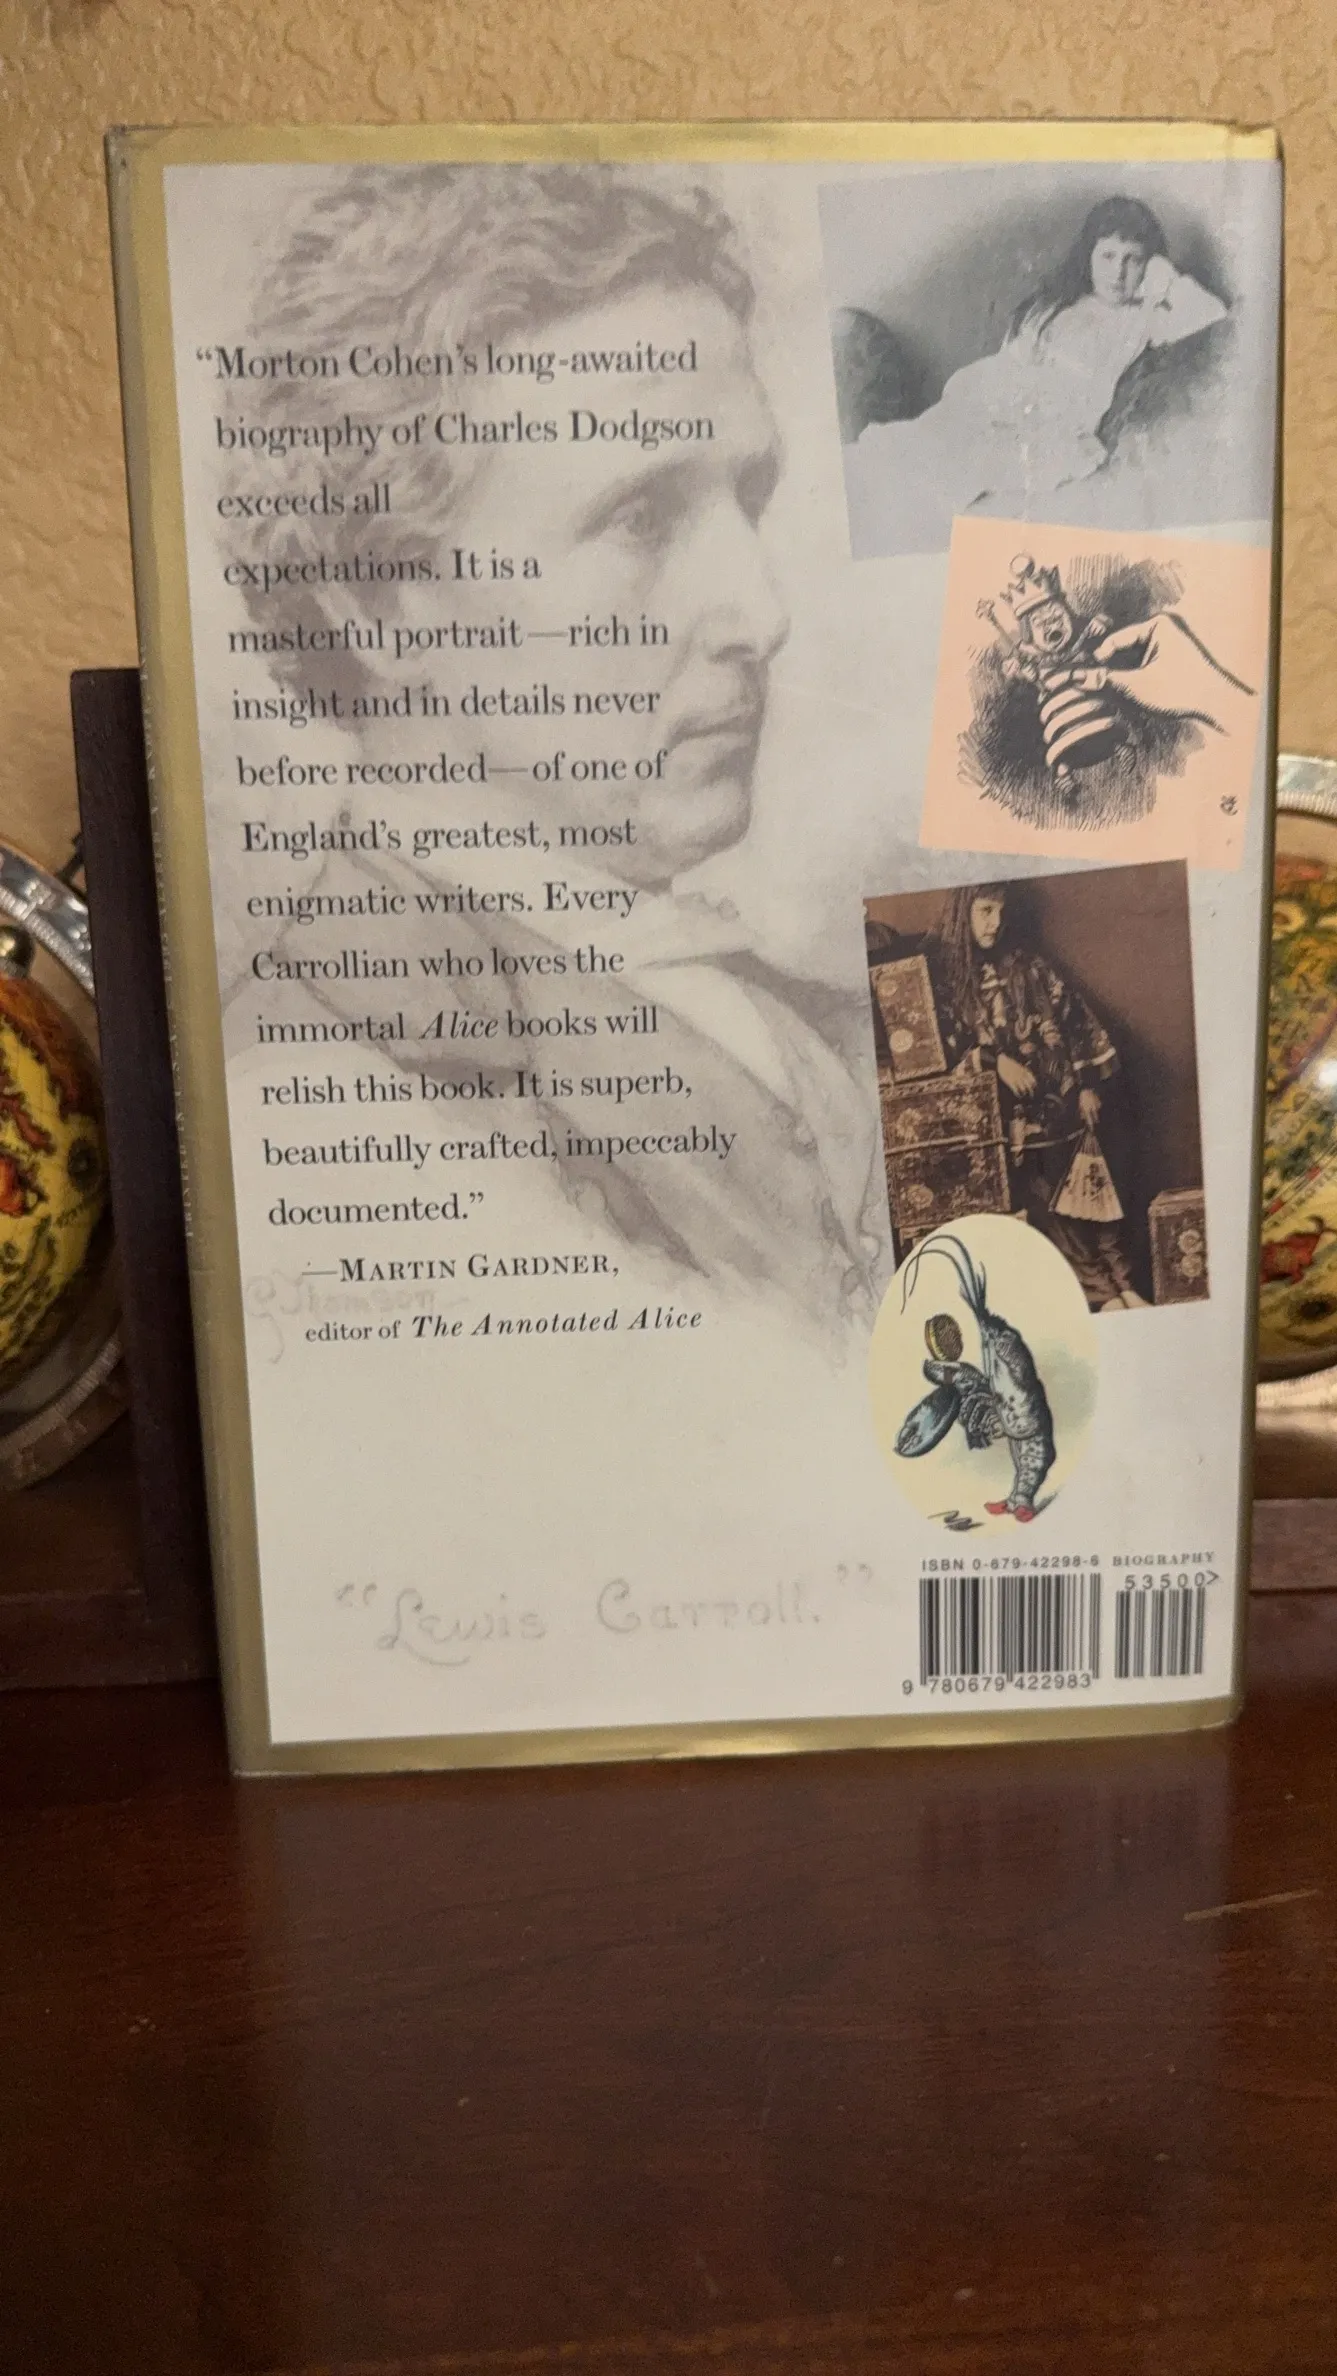 “Morton Cohen’s long-awaited
biography of Charles Dodgson
exceeds all
expectations. It is a
masterful portrait—rich in
insight and in details never
before recorded—of one of
England’s greatest, most
enigmatic writers. Every
Carrollian who loves the
immortal Alice books will
relish this book. It is superb,
beautifully crafted, impeccably
documented.”
—MARTIN GARDNER,
editor of The Annotated Alice
“Lewis Carroll.”
ISBN 0-679-42298-6 BIOGRAPHY
53500>
9 780679 422983